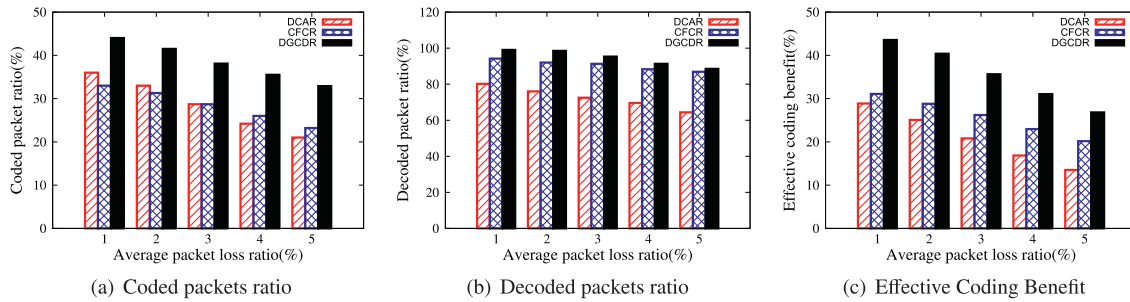 50
40
30
20
10
0
Coded packet ratio(%)
DCAR
CFCR
DGCDR
1 2 3 4 5
Average packet loss ratio(%)
(a) Coded packets ratio
120
100
80
60
40
20
0
Decoded packet ratio(%)
DCAR
CFCR
DGCDR
1 2 3 4 5
Average packet loss ratio(%)
(b) Decoded packets ratio
50
40
30
20
10
0
Effective coding benefit(%)
DCAR
CFCR
DGCDR
1 2 3 4 5
Average packet loss ratio(%)
(c) Effective Coding Benefit